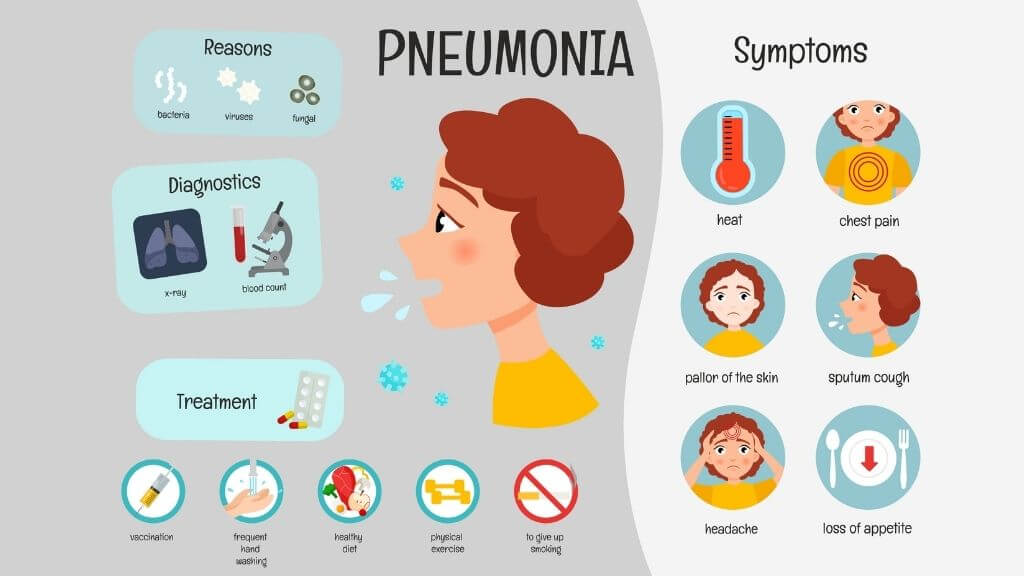 PNEUMONIA
Reasons
bacteria
viruses
fungal
Diagnostics
x-ray
blood count
Treatment
vaccination
frequent
hand
washing
healthy
diet
physical
exercise
to give up
smoking
Symptoms
heat
chest pain
pallor of the skin
sputum cough
headache
loss of appetite